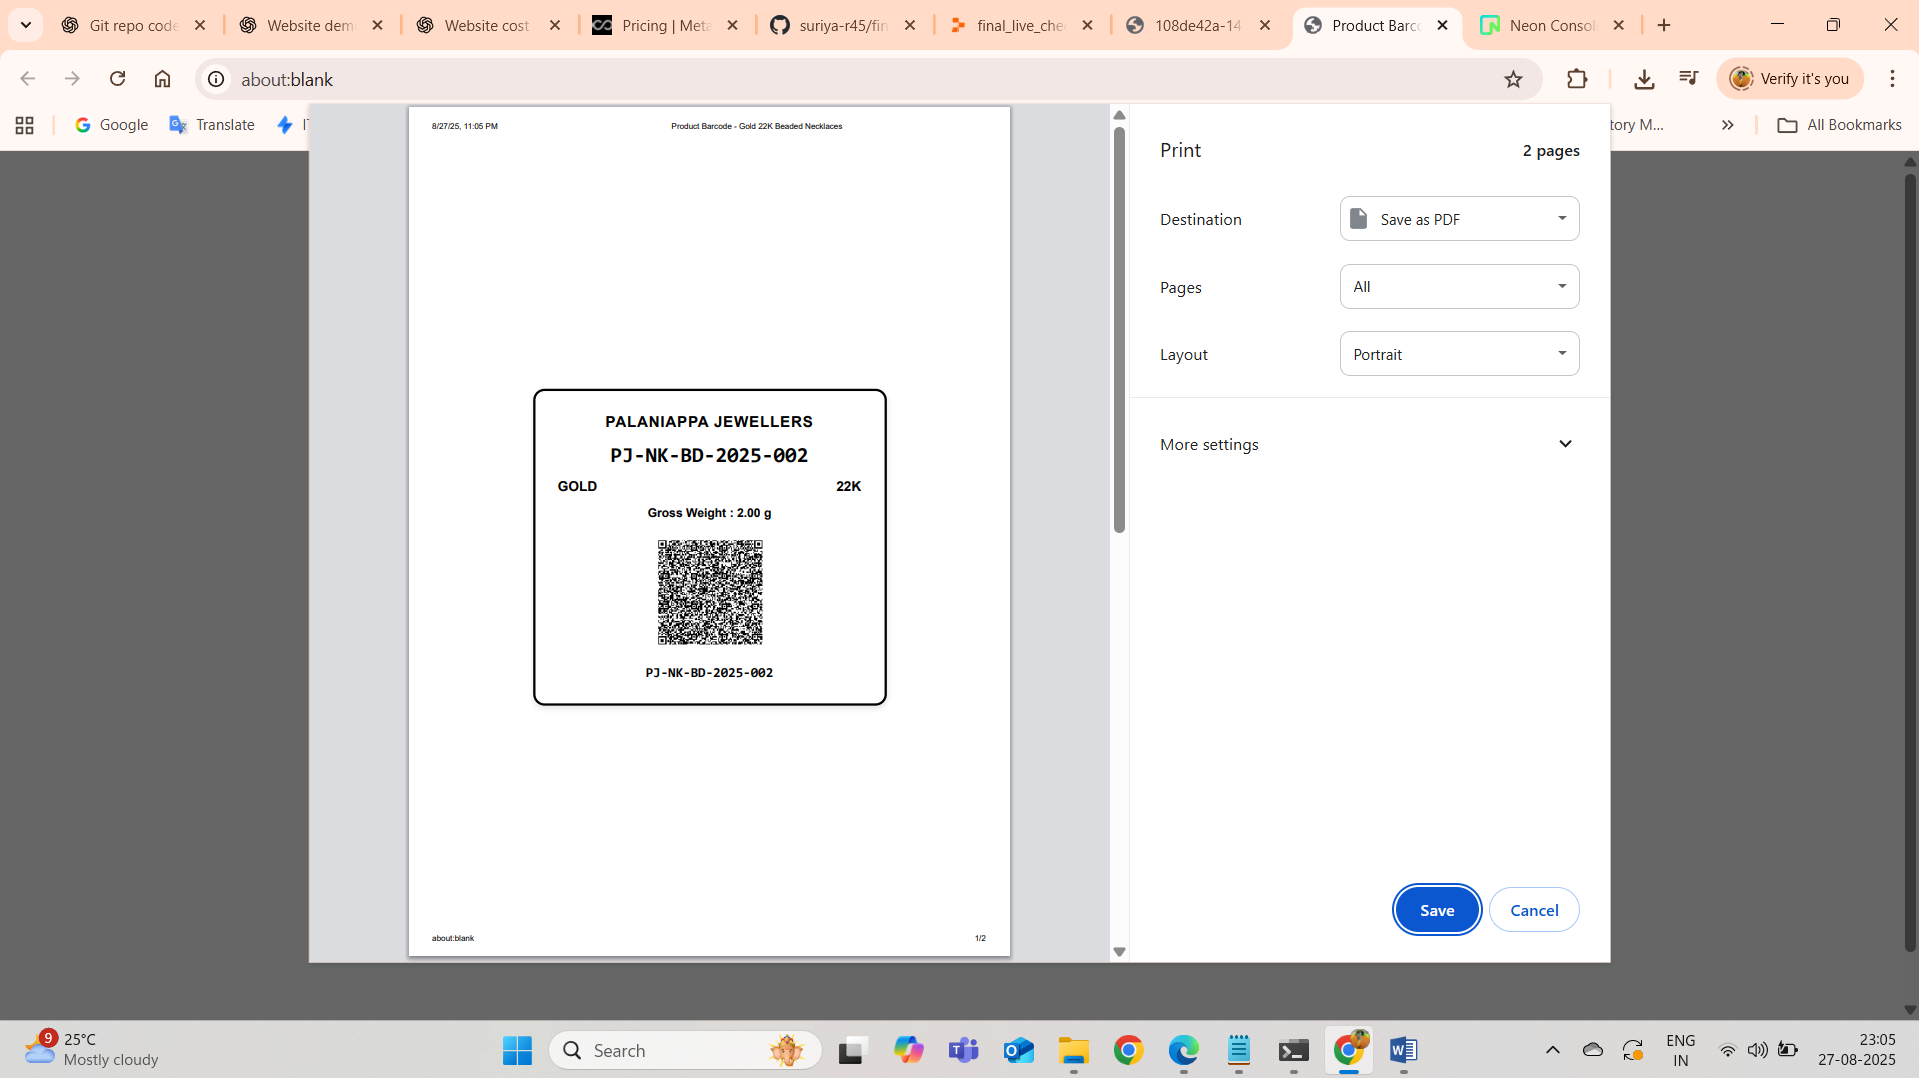 Git repo code
Website dem
Website cost
Pricing | Meta
suriya-r45/fin
final_live_che
108de42a-14
Product Barc
Neon Consol
about:blank
Verify it's you
Google
Translate
tory M...
All Bookmarks
8/27/25, 11:05 PM
Product Barcode - Gold 22K Beaded Necklaces
PALANIAPPA JEWELLERS
PJ-NK-BD-2025-002
GOLD 22K
Gross Weight : 2.00 g
PJ-NK-BD-2025-002
about:blank
1/2
Print
2 pages
Destination
Save as PDF
Pages
All
Layout
Portrait
More settings
Save
Cancel
9
25°C
Mostly cloudy
Search
ENG
IN
23:05
27-08-2025